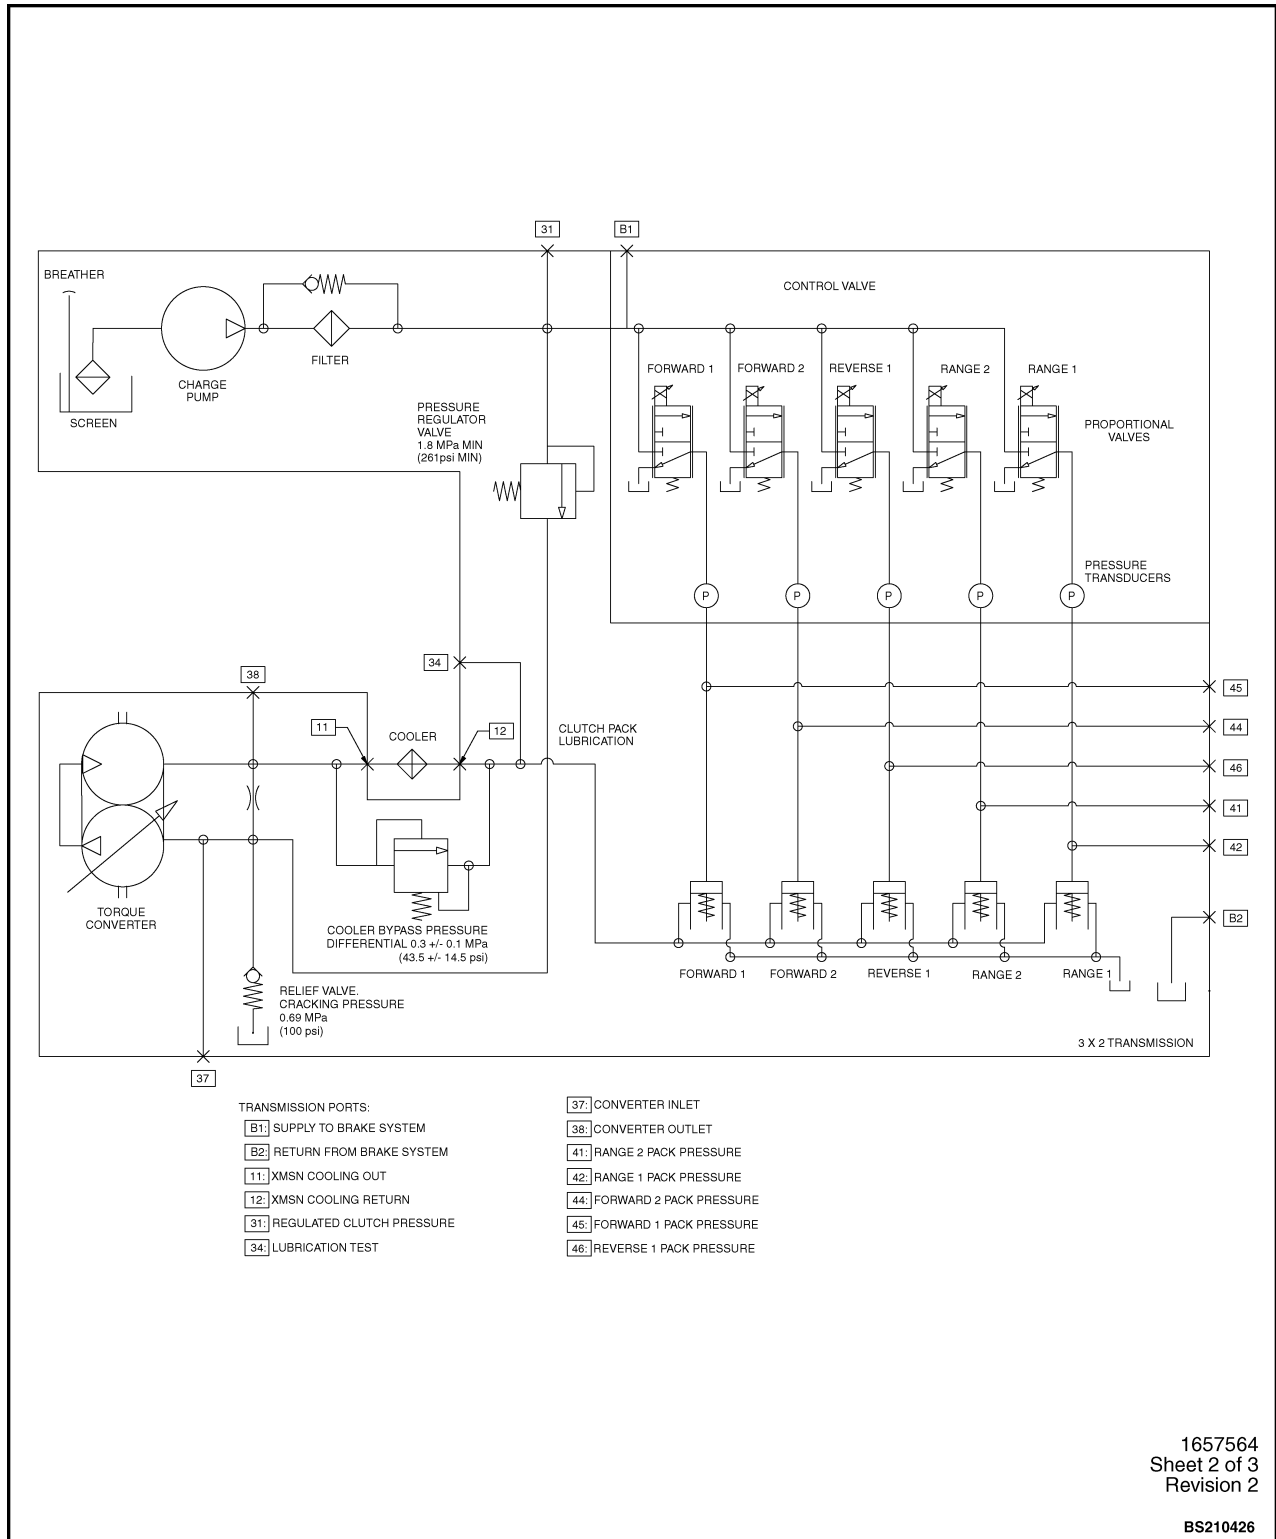 31
B1
BREATHER
CONTROL VALVE
FILTER
CHARGE
PUMP
SCREEN
FORWARD 1
FORWARD 2
REVERSE 1
RANGE 2
RANGE 1
PRESSURE
REGULATOR
VALVE
1.8 MPa MIN
(261psi MIN)
PROPORTIONAL
VALVES
PRESSURE
TRANSDUCERS
P
P
P
P
P
34
38
45
11
COOLER
12
CLUTCH PACK
LUBRICATION
44
46
41
42
TORQUE
CONVERTER
B2
COOLER BYPASS PRESSURE
DIFFERENTIAL 0.3 +/- 0.1 MPa
(43.5 +/- 14.5 psi)
FORWARD 1
FORWARD 2
REVERSE 1
RANGE 2
RANGE 1
RELIEF VALVE.
CRACKING PRESSURE
0.69 MPa
(100 psi)
3 X 2 TRANSMISSION
37
TRANSMISSION PORTS:
B1: SUPPLY TO BRAKE SYSTEM
B2: RETURN FROM BRAKE SYSTEM
11: XMSN COOLING OUT
12: XMSN COOLING RETURN
31: REGULATED CLUTCH PRESSURE
34: LUBRICATION TEST
37: CONVERTER INLET
38: CONVERTER OUTLET
41: RANGE 2 PACK PRESSURE
42: RANGE 1 PACK PRESSURE
44: FORWARD 2 PACK PRESSURE
45: FORWARD 1 PACK PRESSURE
46: REVERSE 1 PACK PRESSURE
1657564
Sheet 2 of 3
Revision 2
BS210426